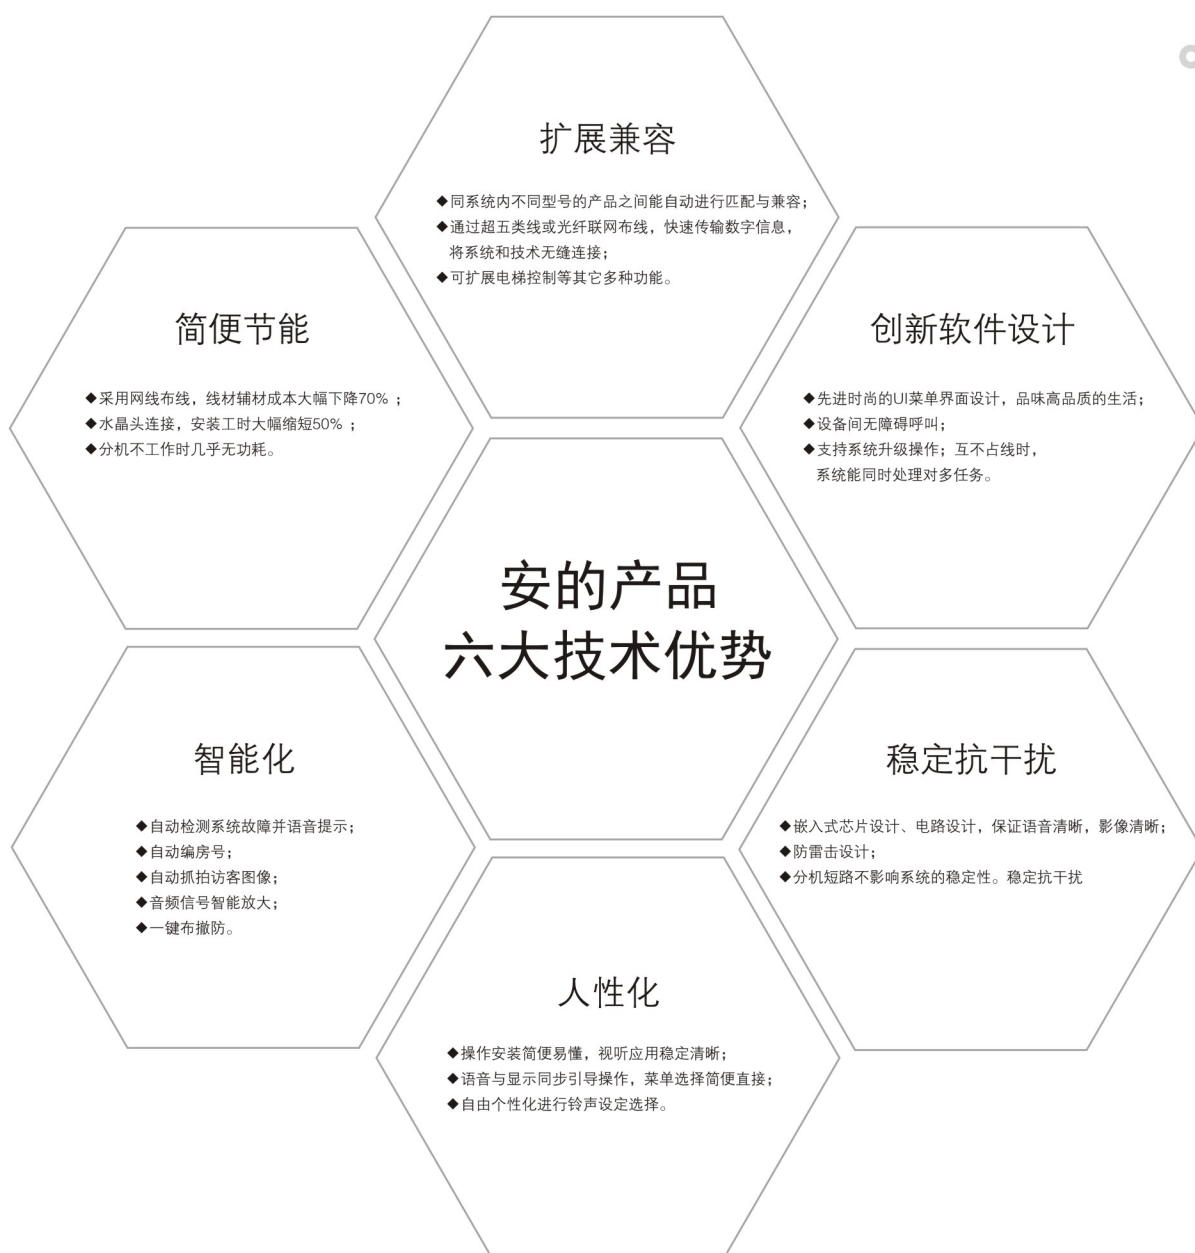 扩展兼容
◆同系统内不同型号的产品之间能自动进行匹配与兼容；
◆通过超五类线或光纤联网布线，快速传输数字信息，
将系统和技术无缝连接；
◆可扩展电梯控制等其它多种功能。
简便节能
◆采用网线布线，线材辅材成本大幅下降70%；
◆水晶头连接，安装工时大幅缩短50%；
◆分机不工作时几乎无功耗。
创新软件设计
◆先进时尚的UI菜单界面设计，品味高品质的生活；
◆设备间无障碍呼叫；
◆支持系统升级操作；互不占线时，
系统能同时处理对多任务。
安的产品
六大技术优势
智能化
◆自动检测系统故障并语音提示；
◆自动编房号；
◆自动抓拍访客图像；
◆音频信号智能放大；
◆一键布撤防。
稳定抗干扰
◆嵌入式芯片设计、电路设计，保证语音清晰，影像清晰；
◆防雷击设计；
◆分机短路不影响系统的稳定性。稳定抗干扰
人性化
◆操作安装简便易懂，视听应用稳定清晰；
◆语音与显示同步引导操作，菜单选择简便直接；
◆自由个性化进行铃声设定选择。